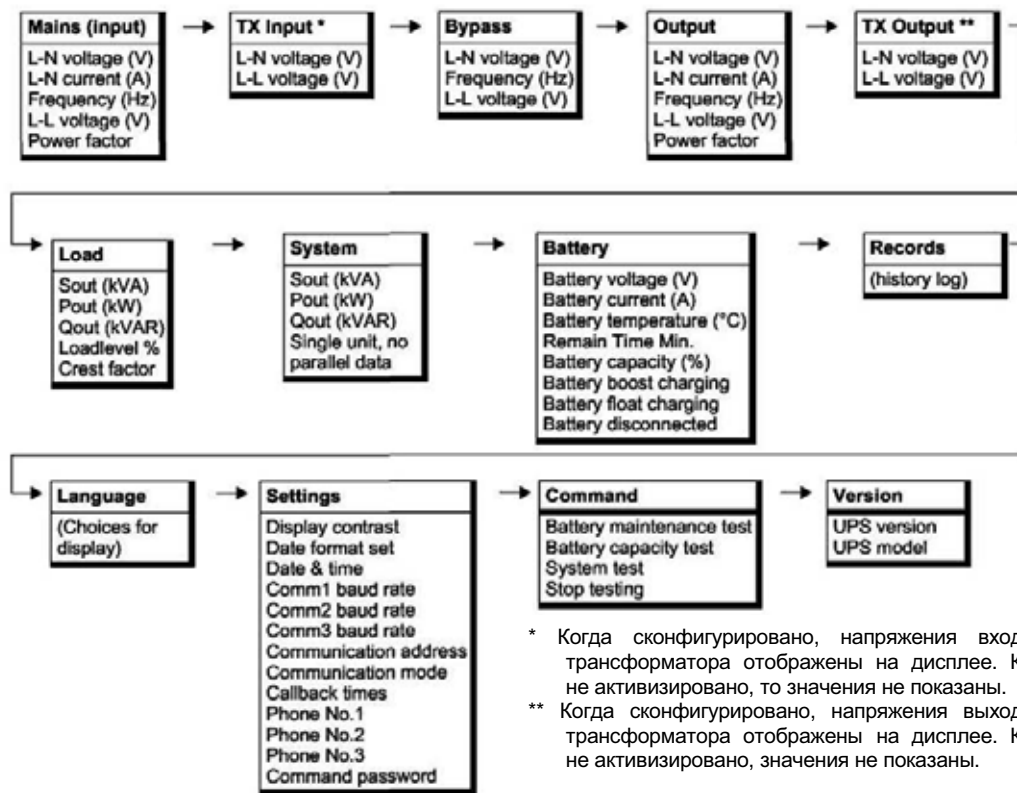 Mains (input)
L-N voltage (V)
L-N current (A)
Frequency (Hz)
L-L voltage (V)
Power factor
TX Input *
L-N voltage (V)
L-L voltage (V)
Bypass
L-N voltage (V)
Frequency (Hz)
L-L voltage (V)
Output
L-N voltage (V)
L-N current (A)
Frequency (Hz)
L-L voltage (V)
Power factor
TX Output **
L-N voltage (V)
L-L voltage (V)
Load
Sout (kVA)
Pout (kW)
Qout (kVAR)
Loadlevel %
Crest factor
System
Sout (kVA)
Pout (kW)
Qout (kVAR)
Single unit, no
parallel data
Battery
Battery voltage (V)
Battery current (A)
Battery temperature (°C)
Remain Time Min.
Battery capacity (%)
Battery boost charging
Battery float charging
Battery disconnected
Records
(history log)
Language
(Choices for
display)
Settings
Display contrast
Date format set
Date & time
Comm1 baud rate
Comm2 baud rate
Comm3 baud rate
Communication address
Communication mode
Callback times
Phone No.1
Phone No.2
Phone No.3
Command password
Command
Battery maintenance test
Battery capacity test
System test
Stop testing
Version
UPS version
UPS model
* Когда сконфигурировано, напряжения вход
трансформатора отображены на дисплее. К
не активизировано, то значения не показаны.
** Когда сконфигурировано, напряжения выход
трансформатора отображены на дисплее. К
не активизировано, значения не показаны.